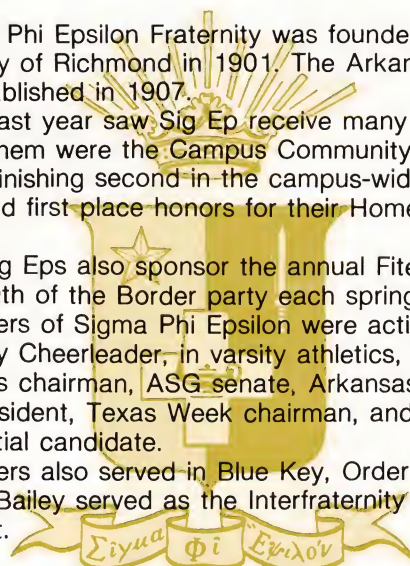 Phi Epsilon Fraternity was founde
y of Richmond in 1901. The Arkan
ablished in 1907.
ast year saw Sig Ep receive many
hem were the Campus Community
inishing second in the campus-wid
d first place honors for their Home
g Eps also sponsor the annual Fite
th of the Border party each spring
ers of Sigma Phi Epsilon were acti
y Cheerleader, in varsity athletics,
s chairman, ASG senate, Arkansas
sident, Texas Week chairman, and
tial candidate.
ers also served in Blue Key, Order
Bailey served as the Interfraternity
t.
Σίγμα Φῖ Ἔψιλόν